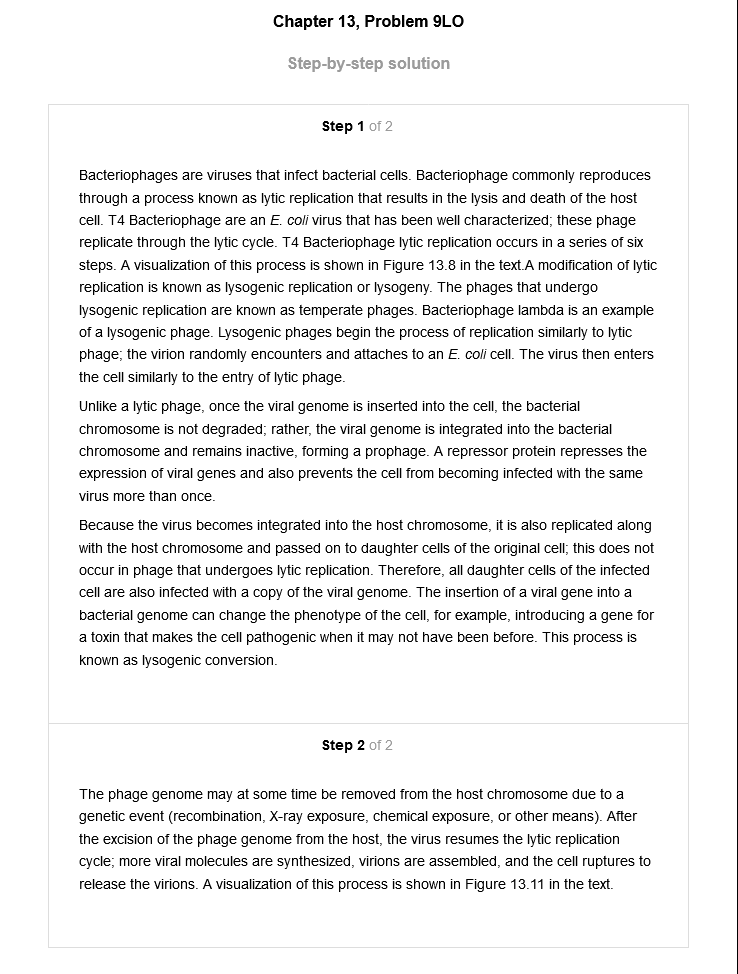 Chapter 13, Problem 9LO
Step-by-step solution
Step 1 of 2
Bacteriophages are viruses that infect bacterial cells. Bacteriophage commonly reproduces
through a process known as lytic replication that results in the lysis and death of the host
cell. T4 Bacteriophage are an E. coli virus that has been well characterized; these phage
replicate through the lytic cycle. T4 Bacteriophage lytic replication occurs in a series of six
steps. A visualization of this process is shown in Figure 13.8 in the text.A modification of lytic
replication is known as lysogenic replication or lysogeny. The phages that undergo
lysogenic replication are known as temperate phages. Bacteriophage lambda is an example
of a lysogenic phage. Lysogenic phages begin the process of replication similarly to lytic
phage; the virion randomly encounters and attaches to an E. coli cell. The virus then enters
the cell similarly to the entry of lytic phage.
Unlike a lytic phage, once the viral genome is inserted into the cell, the bacterial
chromosome is not degraded; rather, the viral genome is integrated into the bacterial
chromosome and remains inactive, forming a prophage. A repressor protein represses the
expression of viral genes and also prevents the cell from becoming infected with the same
virus more than once.
Because the virus becomes integrated into the host chromosome, it is also replicated along
with the host chromosome and passed on to daughter cells of the original cell; this does not
occur in phage that undergoes lytic replication. Therefore, all daughter cells of the infected
cell are also infected with a copy of the viral genome. The insertion of a viral gene into a
bacterial genome can change the phenotype of the cell, for example, introducing a gene for
a toxin that makes the cell pathogenic when it may not have been before. This process is
known as lysogenic conversion.
Step 2 of 2
The phage genome may at some time be removed from the host chromosome due to a
genetic event (recombination, X-ray exposure, chemical exposure, or other means). After
the excision of the phage genome from the host, the virus resumes the lytic replication
cycle; more viral molecules are synthesized, virions are assembled, and the cell ruptures to
release the virions. A visualization of this process is shown in Figure 13.11 in the text.